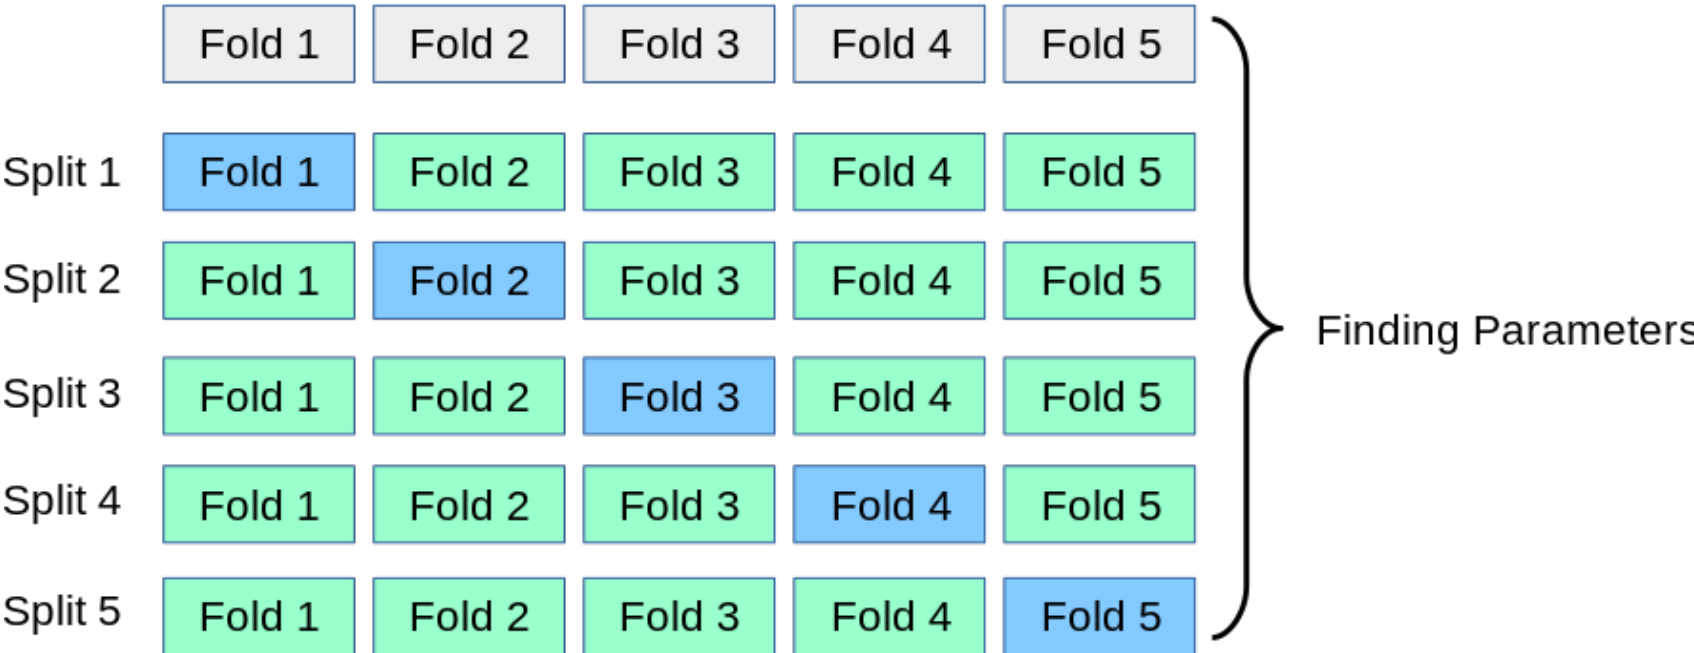 Fold 1 Fold 2 Fold 3 Fold 4 Fold 5
Split 1 Fold 1 Fold 2 Fold 3 Fold 4 Fold 5
Split 2 Fold 1 Fold 2 Fold 3 Fold 4 Fold 5
Finding Parameters
Split 3 Fold 1 Fold 2 Fold 3 Fold 4 Fold 5
Split 4 Fold 1 Fold 2 Fold 3 Fold 4 Fold 5
Split 5 Fold 1 Fold 2 Fold 3 Fold 4 Fold 5